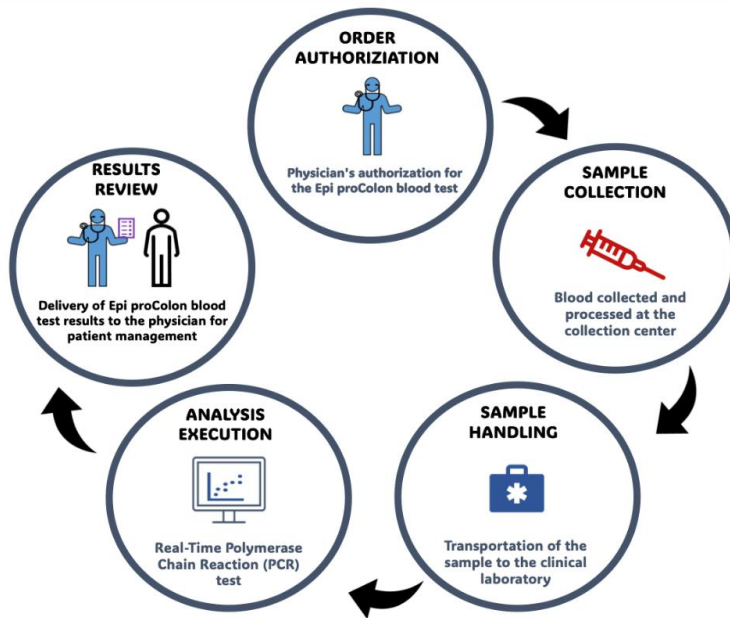 ORDER
AUTHORIZIATION
Physician's authorization for
the Epi proColon blood test
SAMPLE
COLLECTION
Blood collected and
processed at the
collection center
SAMPLE
HANDLING
Transportation of the
sample to the clinical
laboratory
ANALYSIS
EXECUTION
Real-Time Polymerase
Chain Reaction (PCR)
test
RESULTS
REVIEW
Delivery of Epi proColon blood
test results to the physician for
patient management